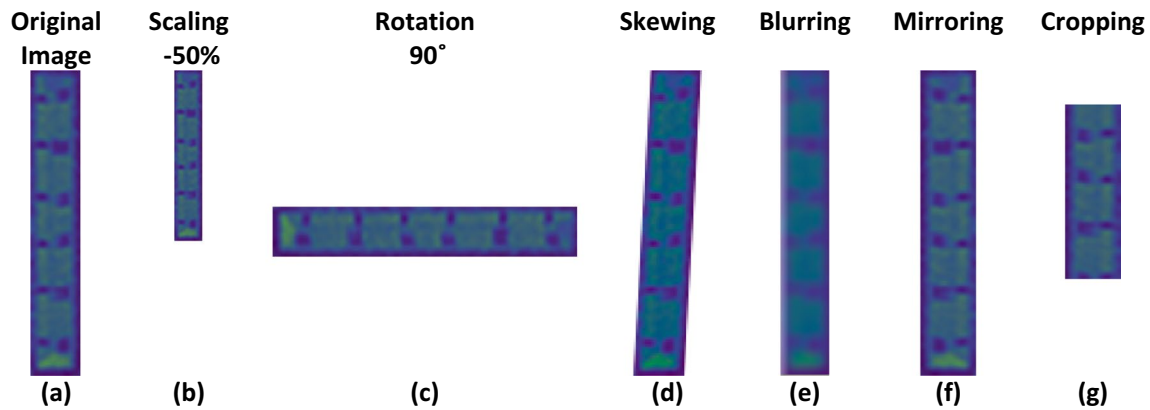 Original Image
Scaling -50%
Rotation 90˚
Skewing
Blurring
Mirroring
Cropping
(a)
(b)
(c)
(d)
(e)
(f)
(g)